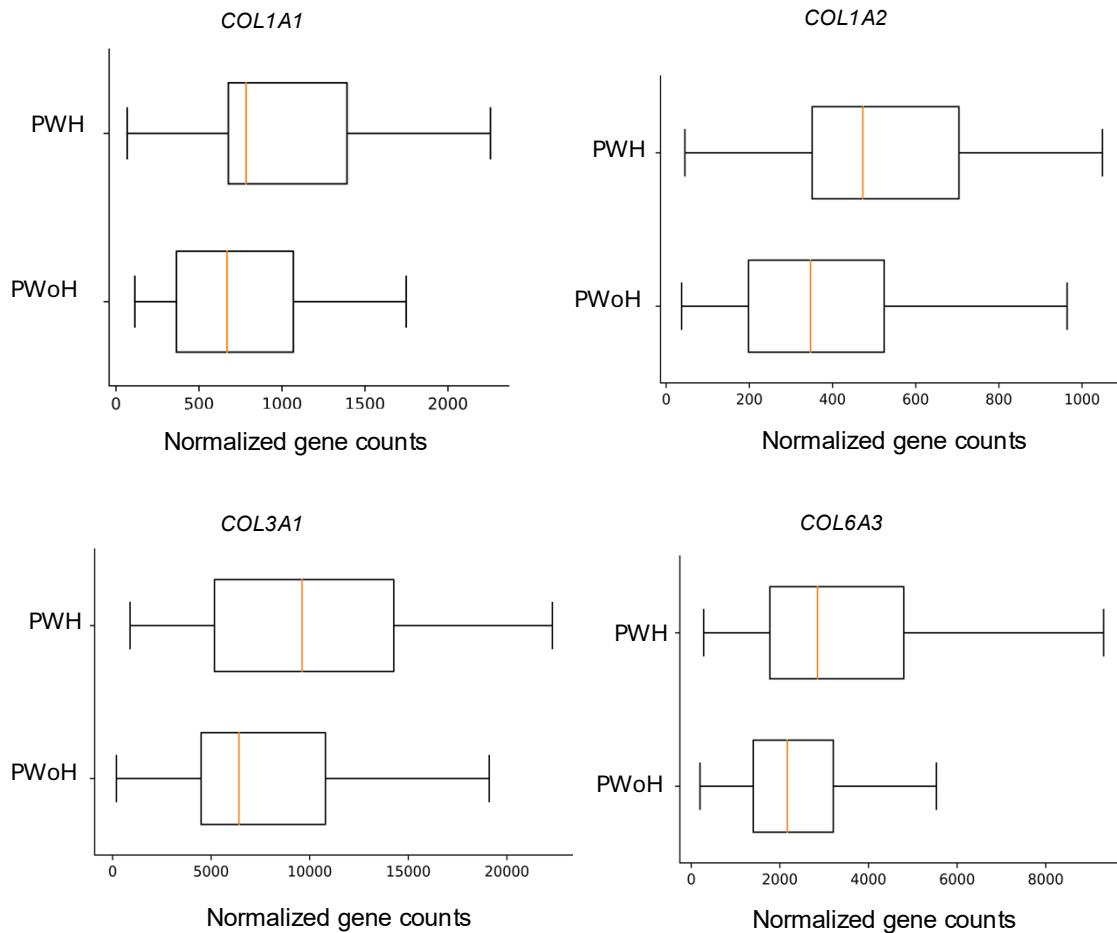 COL1A1
PWH
PWoH
0 500 1000 1500 2000
Normalized gene counts
COL1A2
PWH
PWoH
0 200 400 600 800 1000
Normalized gene counts
COL3A1
PWH
PWoH
0 5000 10000 15000 20000
Normalized gene counts
COL6A3
PWH
PWoH
0 2000 4000 6000 8000
Normalized gene counts